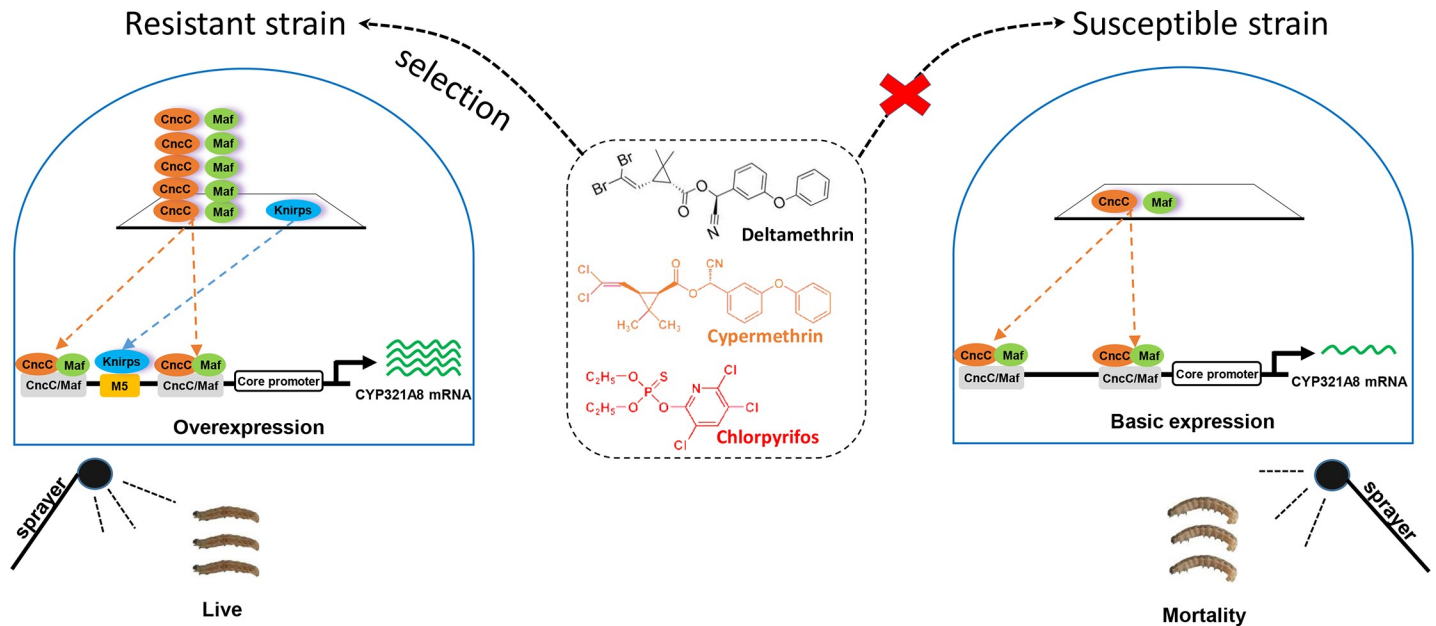 Resistant strain
selection
Susceptible strain
CncC Maf
CncC Maf
CncC Maf
CncC Maf
CncC Maf Knirps
CncC Maf Knirps CncC Maf
CncC/Maf M5 CncC/Maf Core promoter
CYP321A8 mRNA
Overexpression
sprayer
Live
Br
Br
O
O
CN
O
N
Deltamethrin
Cl
Cl
O
CN
O
O
H₃C CH₃
Cypermethrin
C₂H₅-O S
P
C₂H₅-O O
N
Cl
Cl
Cl
Chlorpyrifos
CncC Maf
CncC Maf CncC Maf
CncC/Maf CncC/Maf Core promoter
CYP321A8 mRNA
Basic expression
sprayer
Mortality